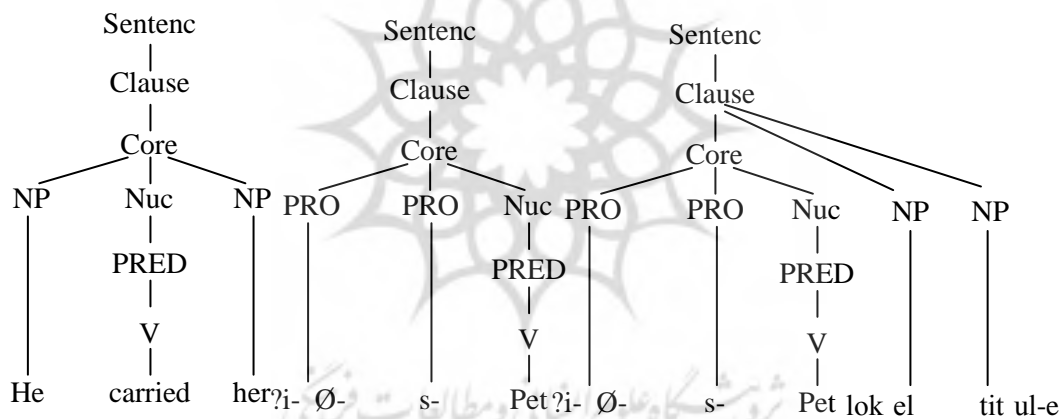 Sentenc Sentenc Sentenc
Clause Clause Clause
Core Core Core
NP Nuc NP PRO PRO Nuc PRO PRO Nuc NP NP
PRED PRED PRED
V V V
He carried her ?i- Ø- s- Pet ?i- Ø- s- Pet lok el tit ul-e